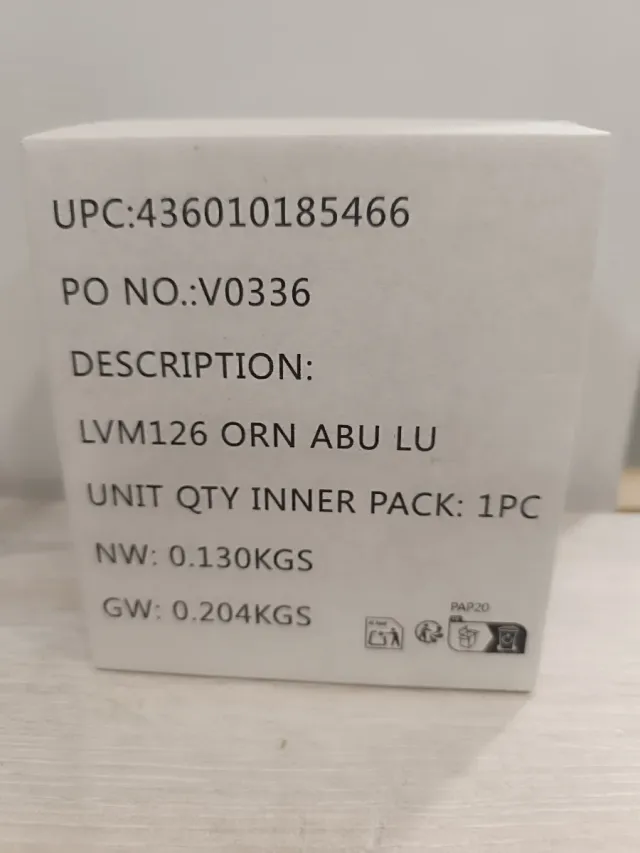 UPC:436010185466
PO NO.:V0336
DESCRIPTION:
LVM126 ORN ABU LU
UNIT QTY INNER PACK: 1PC
NW: 0.130KGS
GW: 0.204KGS
PAP20